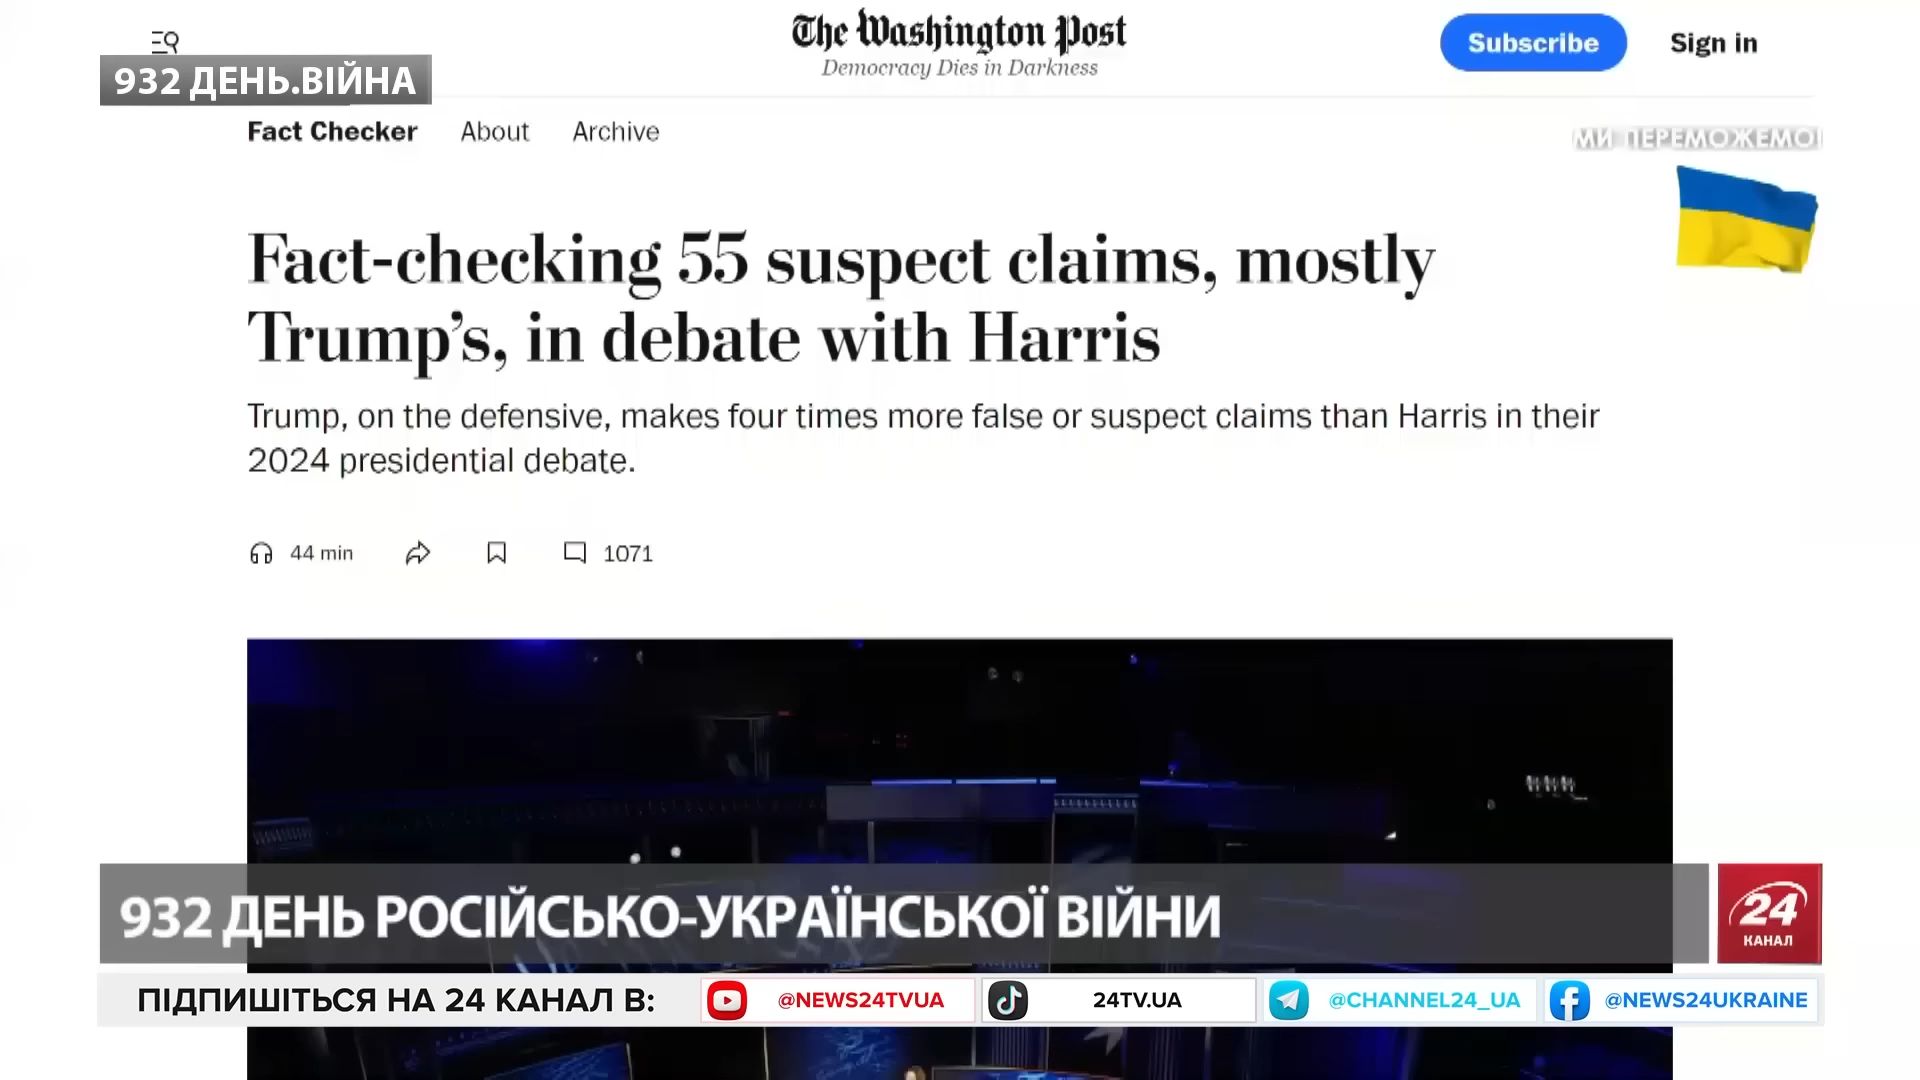 The Washington Post
Democracy Dies in Darkness
Subscribe
Sign in
932 ДЕНЬ.ВІЙНА
Fact Checker
About
Archive
МИ ПЕРЕМОЖЕМО!
Fact-checking 55 suspect claims, mostly
Trump’s, in debate with Harris
Trump, on the defensive, makes four times more false or suspect claims than Harris in their
2024 presidential debate.
44 min
1071
932 ДЕНЬ РОСІЙСЬКО-УКРАЇНСЬКОЇ ВІЙНИ
24
КАНАЛ
ПІДПИШІТЬСЯ НА 24 КАНАЛ В:
@NEWS24TVUA
24TV.UA
@CHANNEL24_UA
@NEWS24UKRAINE